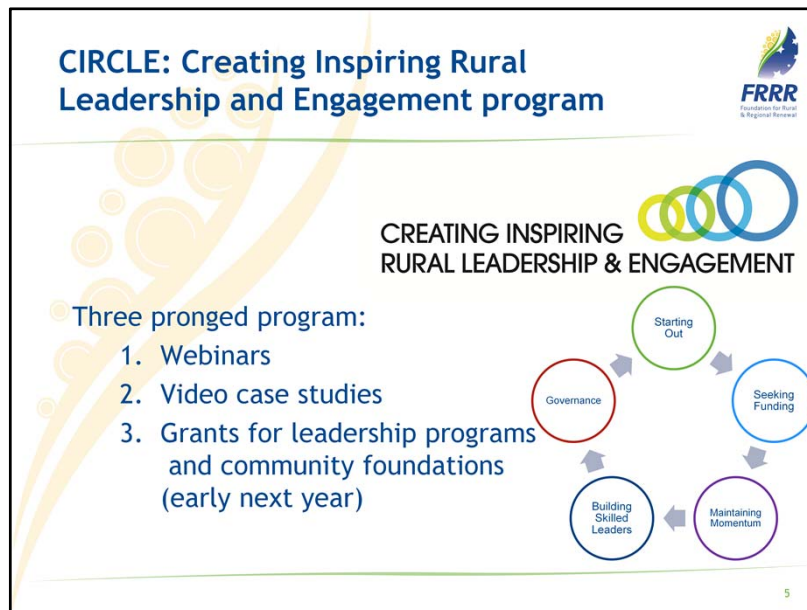 CIRCLE: Creating Inspiring Rural
Leadership and Engagement program
FRRR
Foundation for Rural
& Regional Renewal
CREATING INSPIRING
RURAL LEADERSHIP & ENGAGEMENT
Three pronged program:
1. Webinars
2. Video case studies
3. Grants for leadership programs
and community foundations
(early next year)
Starting
Out
Seeking
Funding
Maintaining
Momentum
Building
Skilled
Leaders
Governance
5